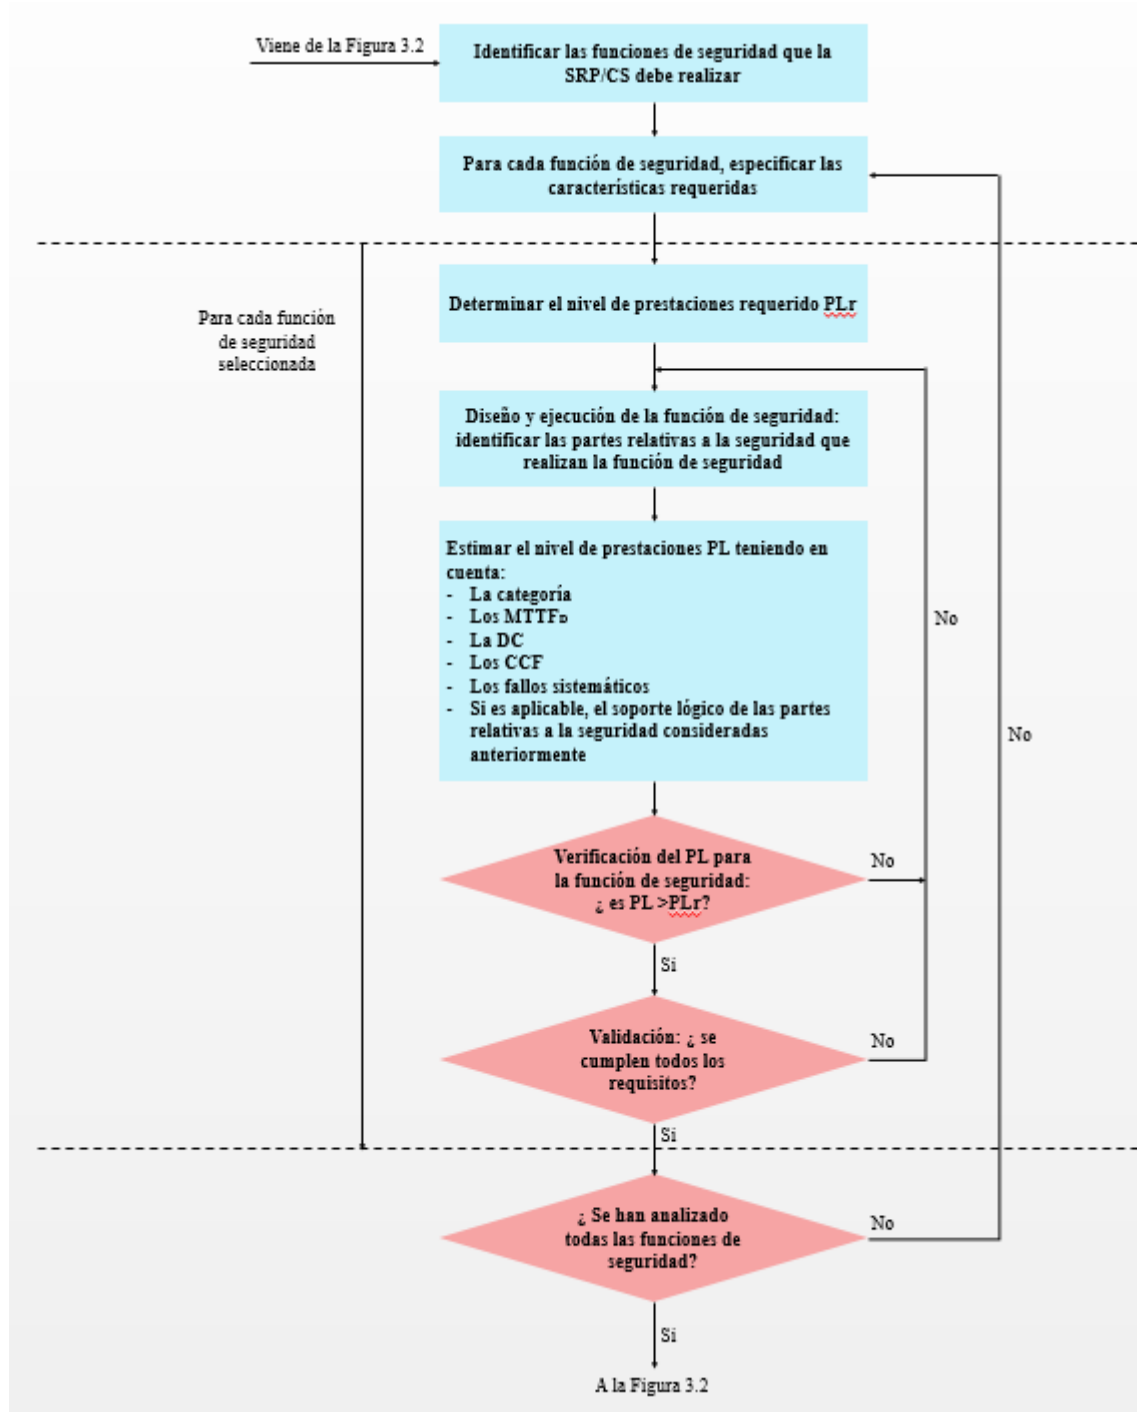 Viene de la Figura 3.2
Identificar las funciones de seguridad que la
SRP/CS debe realizar
Para cada función de seguridad, especificar las
características requeridas
Para cada función
de seguridad
seleccionada
Determinar el nivel de prestaciones requerido PLr
Diseño y ejecución de la función de seguridad:
identificar las partes relativas a la seguridad que
realizan la función de seguridad
Estimar el nivel de prestaciones PL teniendo en
cuenta:
- La categoría
- Los MTTFD
- La DC
- Los CCF
- Los fallos sistemáticos
- Si es aplicable, el soporte lógico de las partes
relativas a la seguridad consideradas
anteriormente
No
No
Verificación del PL para
la función de seguridad:
¿ es PL >PLr?
No
Si
Validación: ¿ se
cumplen todos los
requisitos?
No
Si
¿ Se han analizado
todas las funciones de
seguridad?
No
Si
A la Figura 3.2